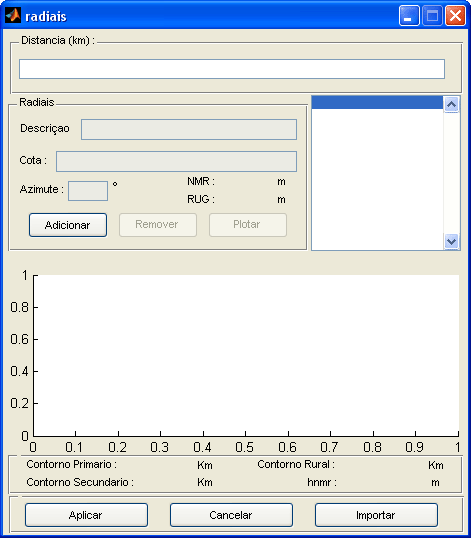 radiais
Distancia (km) :
Radiais
Descriçao
Cota :
Azimute : º NMR : m
RUG : m
Adicionar Remover Plotar
1
0.8
0.6
0.4
0.2
0
0 0.1 0.2 0.3 0.4 0.5 0.6 0.7 0.8 0.9 1
Contorno Primario : Km Contorno Rural : Km
Contorno Secundario : Km hnmr : m
Aplicar Cancelar Importar